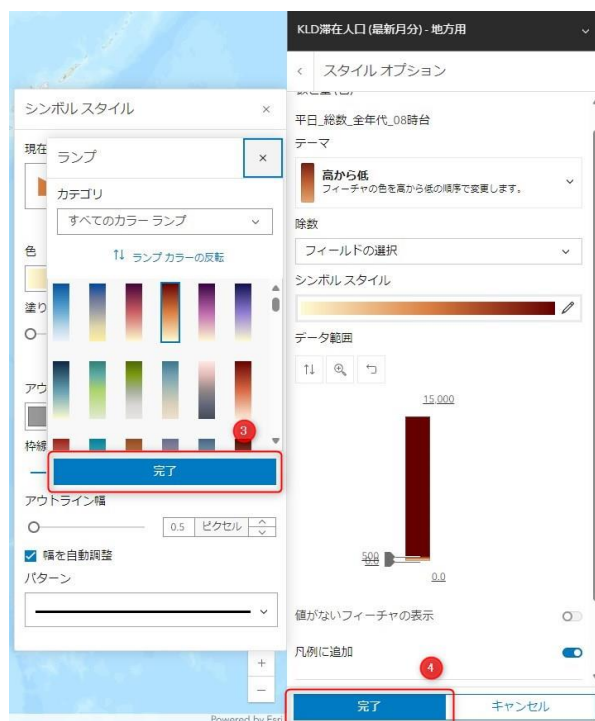 KLD滞在人口 (最新月分) - 地方用
スタイル オプション
平日_総数_全年代_08時台
テーマ
高から低
フィーチャの色を高から低の順序で変更します。
除数
フィールドの選択
シンボル スタイル
データ範囲
15,000
500
0.0
値がないフィーチャの表示
凡例に追加
4
完了
キャンセル
シンボル スタイル
現在
ランプ
カテゴリ
すべてのカラー ランプ
ランプ カラーの反転
色
塗り
アウ
枠線
3
完了
アウトライン幅
0.5 ピクセル
幅を自動調整
パターン
Powered by Esri